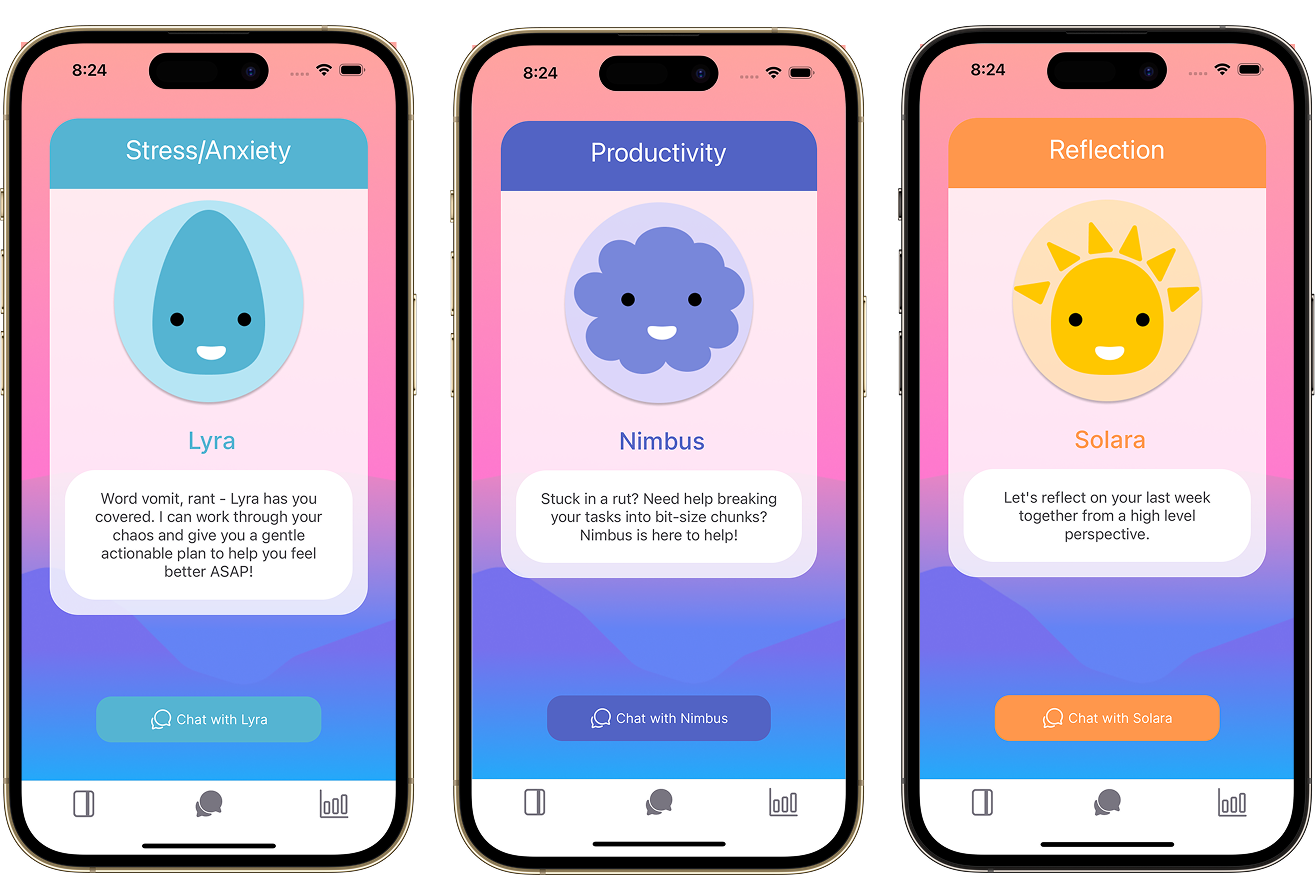 8:24
Stress/Anxiety
Lyra
Word vomit, rant - Lyra has you
covered. I can work through your
chaos and give you a gentle
actionable plan to help you feel
better ASAP!
Chat with Lyra
8:24
Productivity
Nimbus
Stuck in a rut? Need help breaking
your tasks into bit-size chunks?
Nimbus is here to help!
Chat with Nimbus
8:24
Reflection
Solara
Let's reflect on your last week
together from a high level
perspective.
Chat with Solara